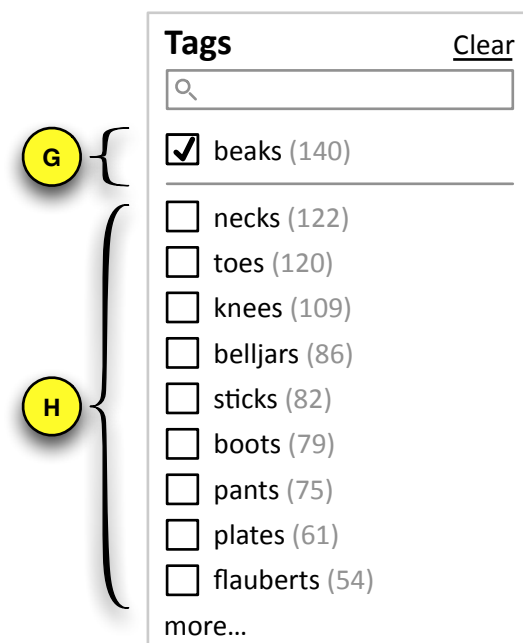 Tags Clear
G
beaks (140)
necks (122)
toes (120)
knees (109)
belljars (86)
H
sticks (82)
boots (79)
pants (75)
plates (61)
flauberts (54)
more...